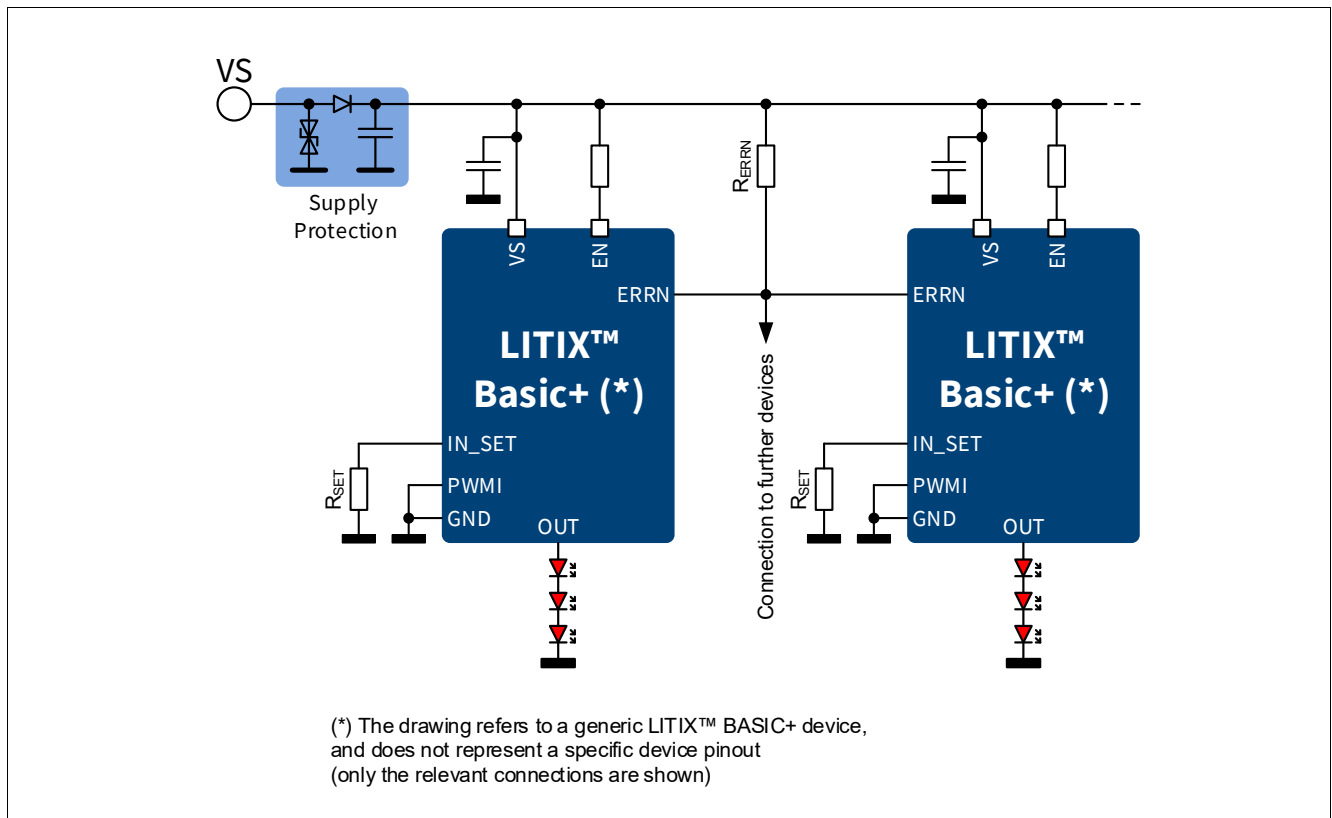 VS
Supply
Protection
VS
EN
ERRN
LITIX™
Basic+ (*)
IN_SET
PWMI
GND
OUT
RSET
RERRN
Connection to further devices
VS
EN
ERRN
LITIX™
Basic+ (*)
IN_SET
PWMI
GND
OUT
RSET
(*) The drawing refers to a generic LITIX™ BASIC+ device,
and does not represent a specific device pinout
(only the relevant connections are shown)